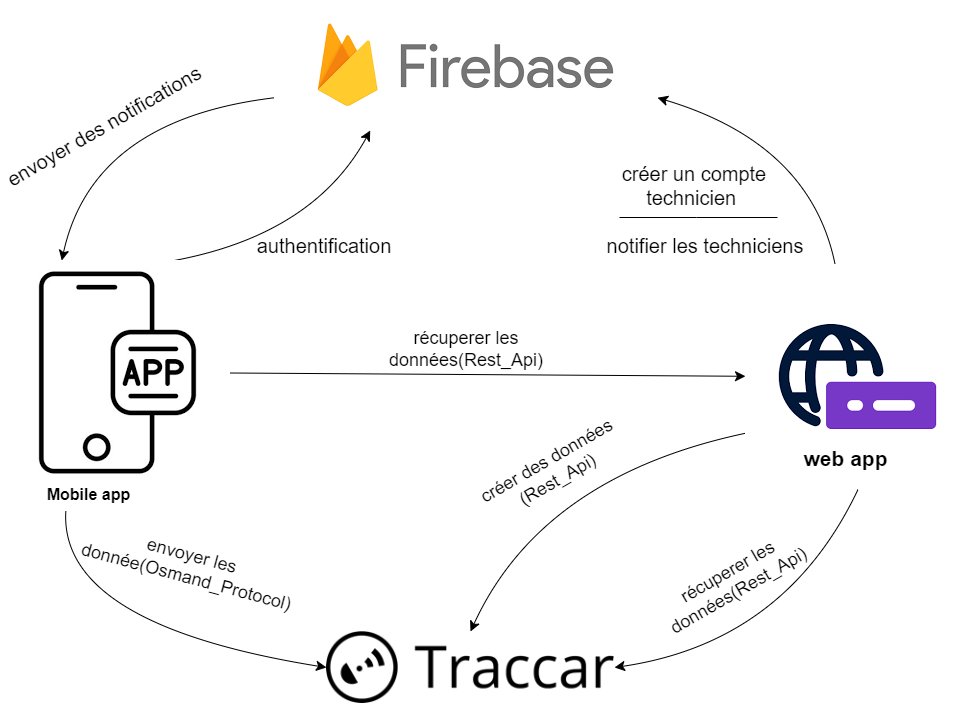 Firebase
envoyer des notifications
créer un compte
technicien
authentification
notifier les techniciens
APP
récuperer les
données(Rest_Api)
web app
créer des données
(Rest_Api)
Mobile app
envoyer les
donnée(Osmand_Protocol)
récuperer les
données(Rest_Api)
Traccar